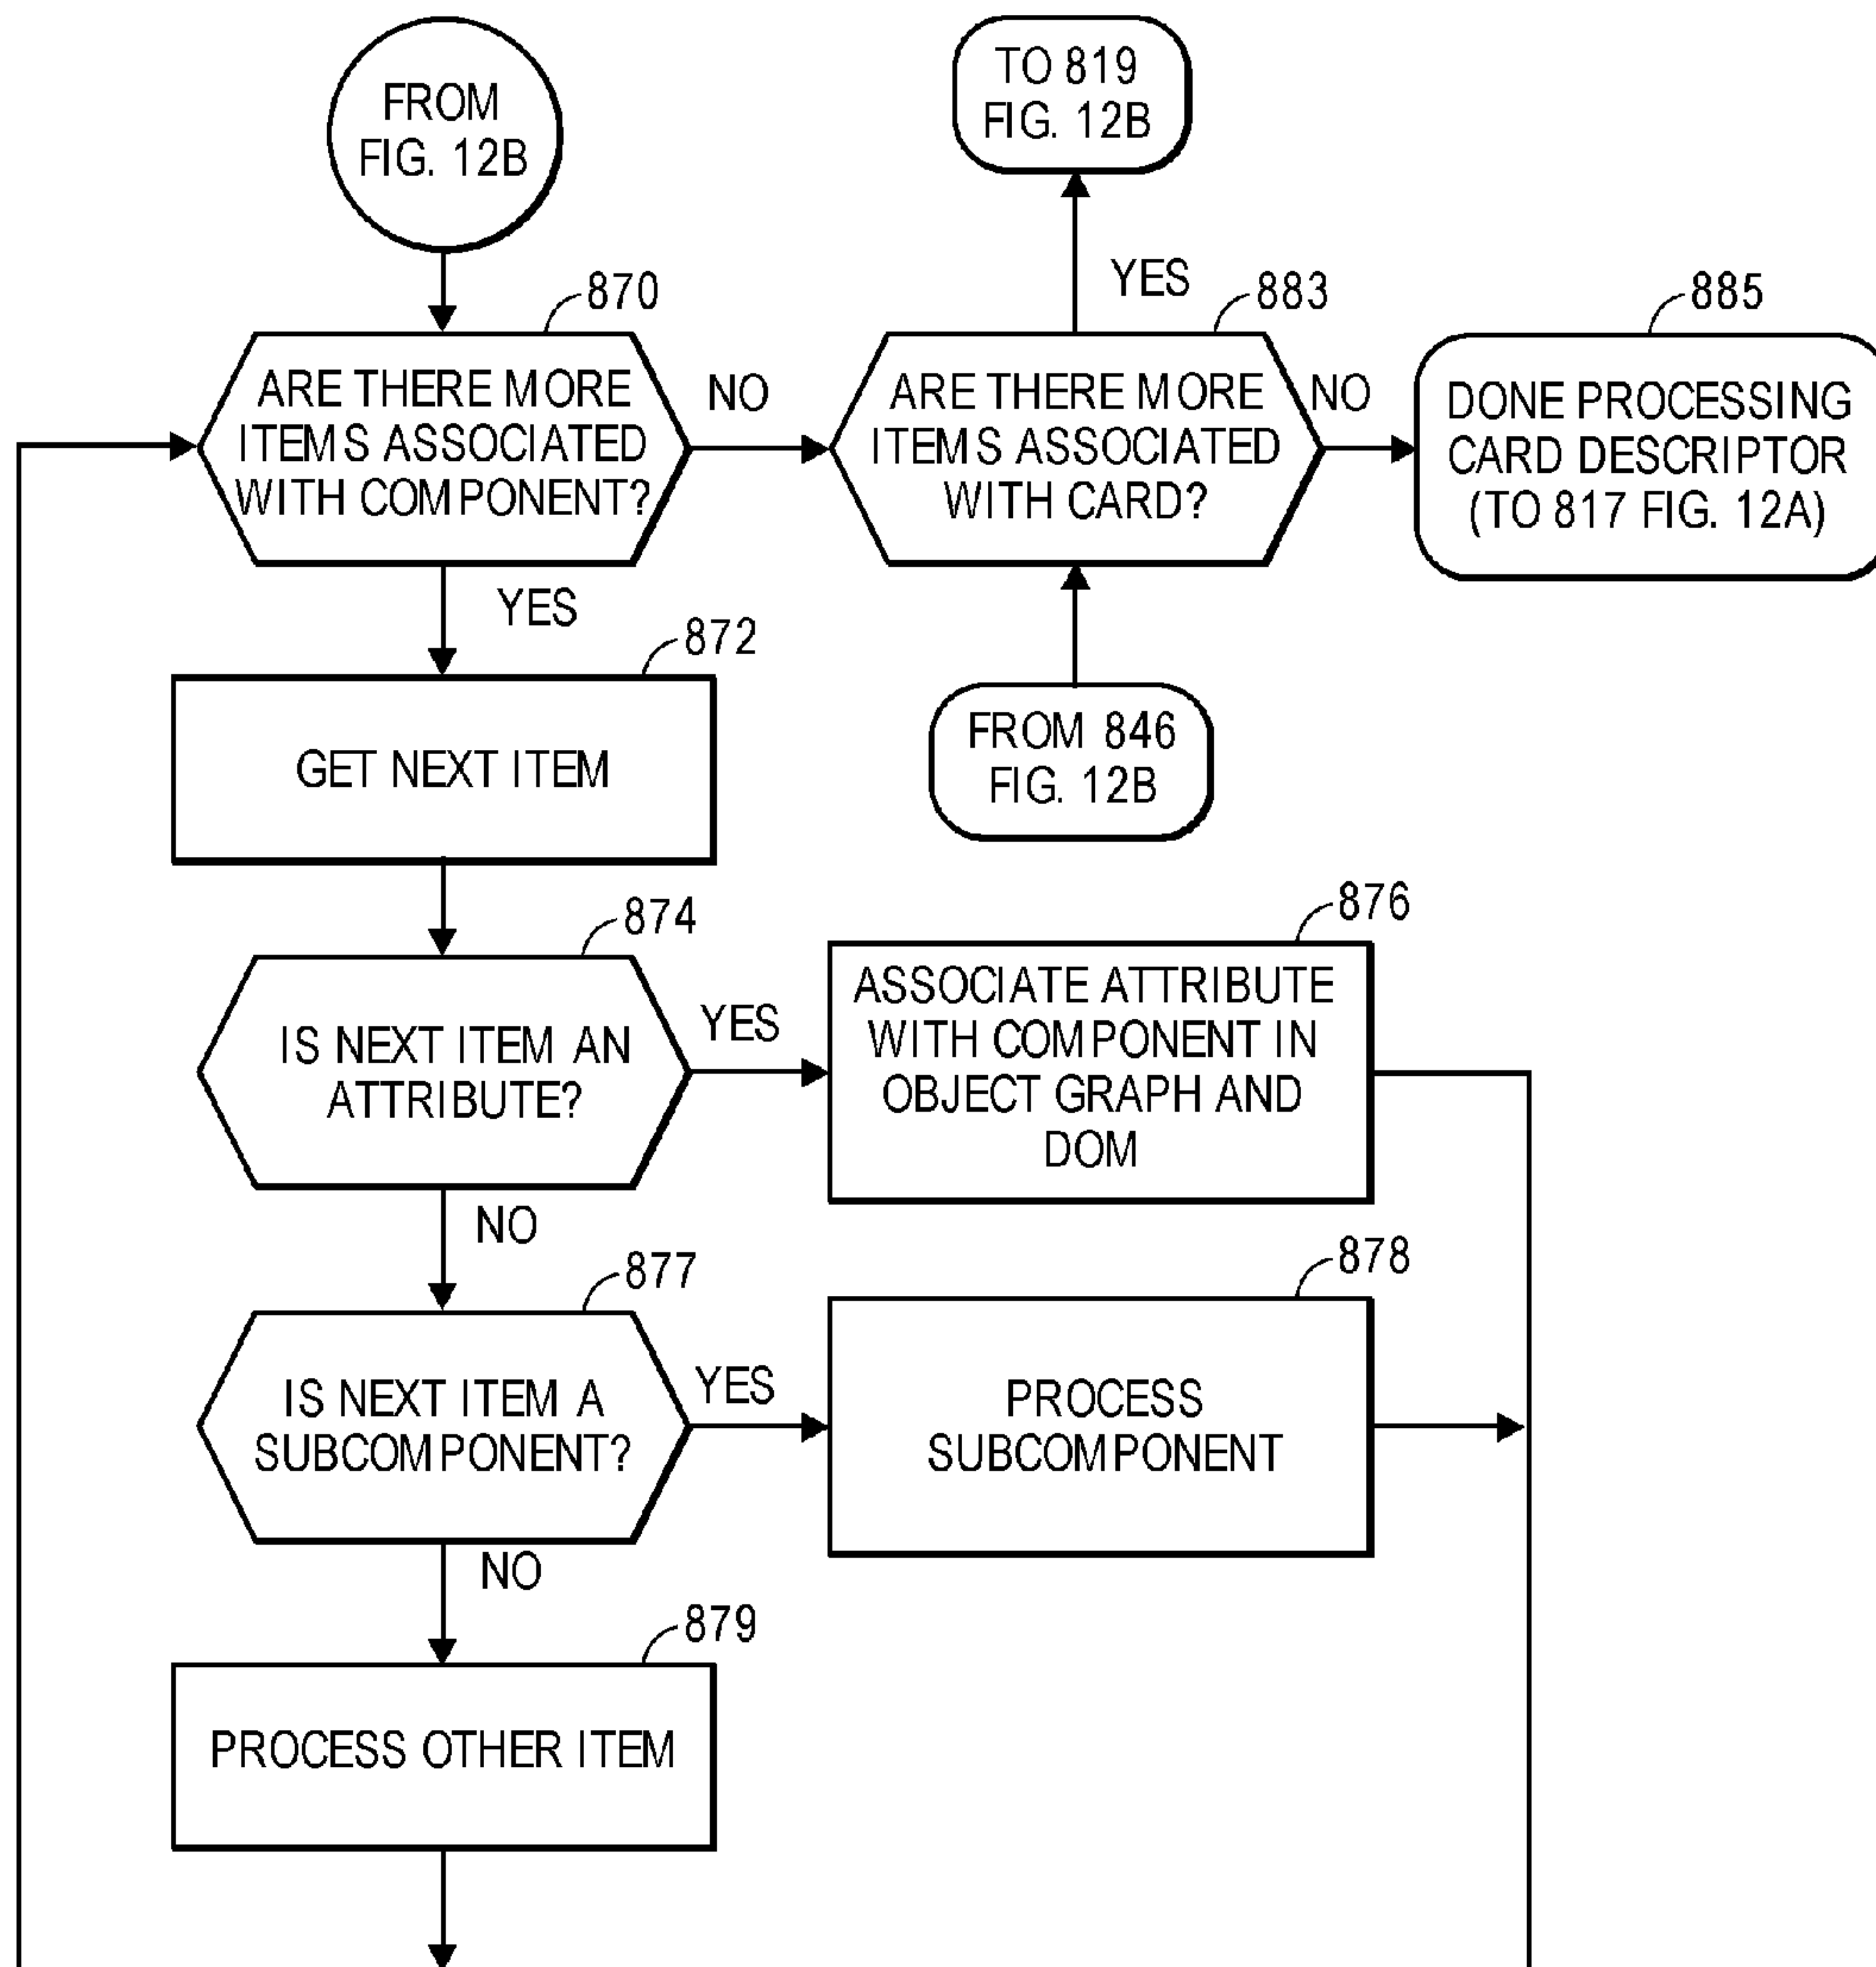 FROM
FIG. 12B
TO 819
FIG. 12B
YES
870
883
885
ARE THERE MORE
ITEMS ASSOCIATED
WITH COMPONENT?
NO
ARE THERE MORE
ITEMS ASSOCIATED
WITH CARD?
NO
DONE PROCESSING
CARD DESCRIPTOR
(TO 817 FIG. 12A)
YES
872
GET NEXT ITEM
FROM 846
FIG. 12B
874
876
IS NEXT ITEM AN
ATTRIBUTE?
YES
ASSOCIATE ATTRIBUTE
WITH COMPONENT IN
OBJECT GRAPH AND
DOM
NO
877
878
IS NEXT ITEM A
SUBCOMPONENT?
YES
PROCESS
SUBCOMPONENT
NO
879
PROCESS OTHER ITEM